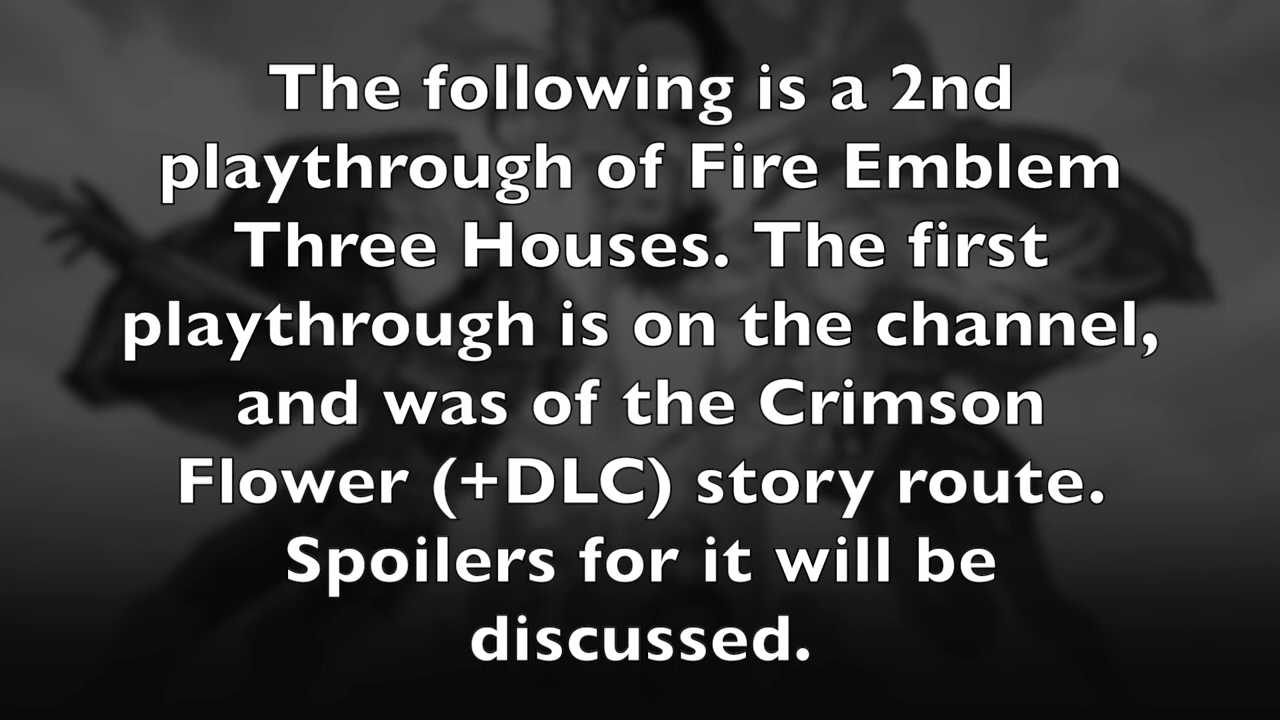 The following is a 2nd
playthrough of Fire Emblem
Three Houses. The first
playthrough is on the channel,
and was of the Crimson
Flower (+DLC) story route.
Spoilers for it will be
discussed.